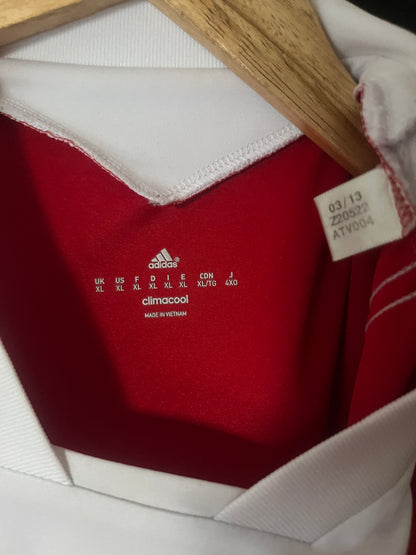 adidas®
UK US F D I E CDN J
XL XL XL XL XL XL XL/TG 4XO
climacool
MADE IN VIETNAM
03/13
Z20522
ATV004